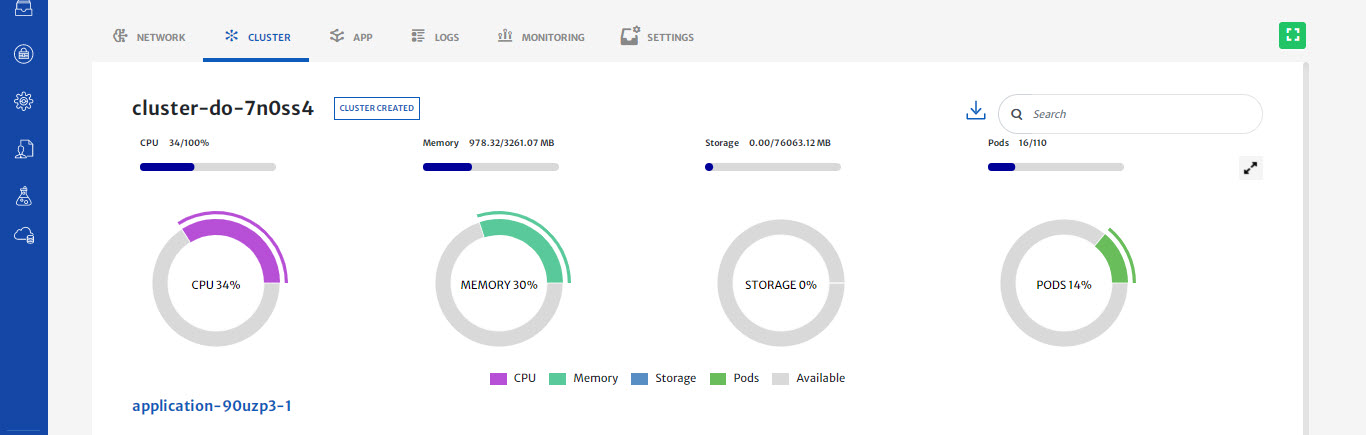 NETWORK CLUSTER APP LOGS MONITORING SETTINGS
cluster-do-7n0ss4 CLUSTER CREATED Search
CPU 34/100% Memory 978.32/3261.07 MB Storage 0.00/76063.12 MB Pods 16/110
CPU 34% MEMORY 30% STORAGE 0% PODS 14%
CPU Memory Storage Pods Available
application-90uzp3-1